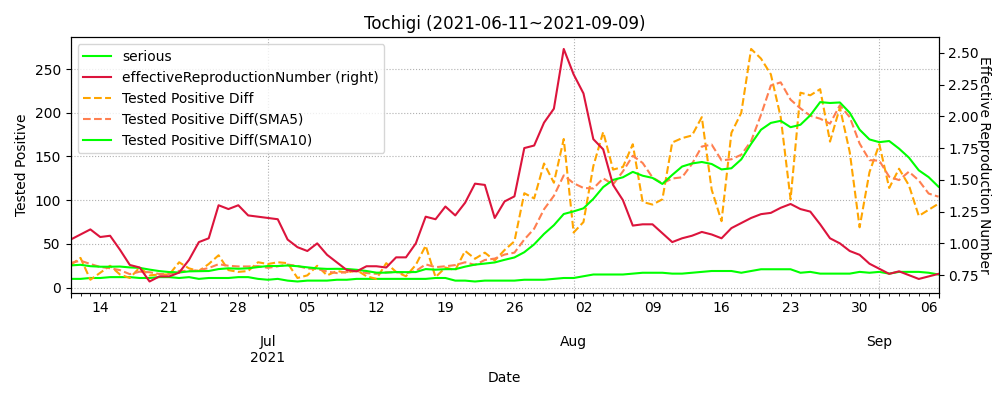 Tochigi (2021-06-11~2021-09-09)
serious
effectiveReproductionNumber (right)
Tested Positive Diff
Tested Positive Diff(SMA5)
Tested Positive Diff(SMA10)
Tested Positive
250
200
150
100
50
0
2.50
2.25
2.00
1.75
1.50
1.25
1.00
0.75
Effective Reproduction Number
14 21 28 05 12 19 26 02 09 16 23 30 06
Jul Aug Sep
2021
Date